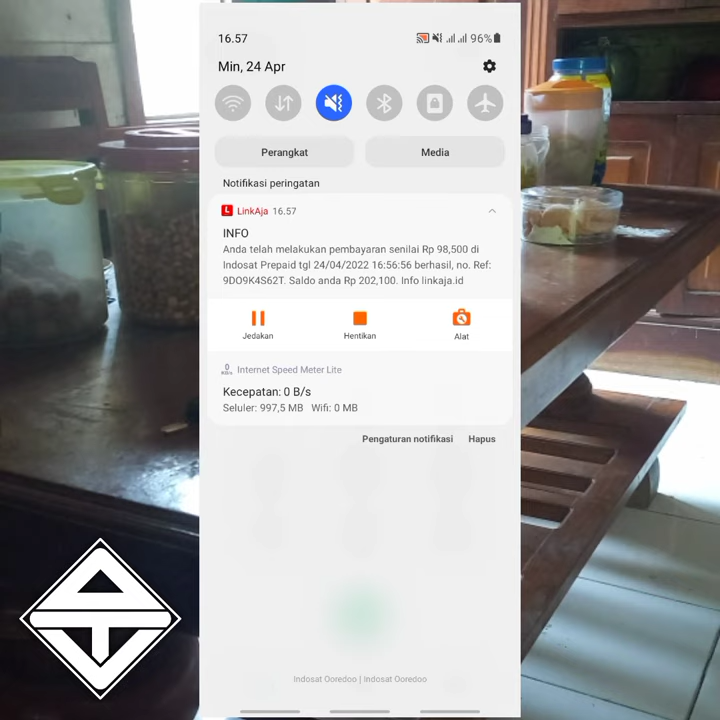 16.57
96%
Min, 24 Apr
Perangkat
Media
Notifikasi peringatan
LinkAja 16.57
INFO
Anda telah melakukan pembayaran senilai Rp 98,500 di
Indosat Prepaid tgl 24/04/2022 16:56:56 berhasil, no. Ref:
9DO9K4S62T. Saldo anda Rp 202,100. Info linkaja.id
Jedakan
Hentikan
Alat
0
KB/s
Internet Speed Meter Lite
Kecepatan: 0 B/s
Seluler: 997,5 MB Wifi: 0 MB
Pengaturan notifikasi
Hapus
Indosat Ooredoo | Indosat Ooredoo